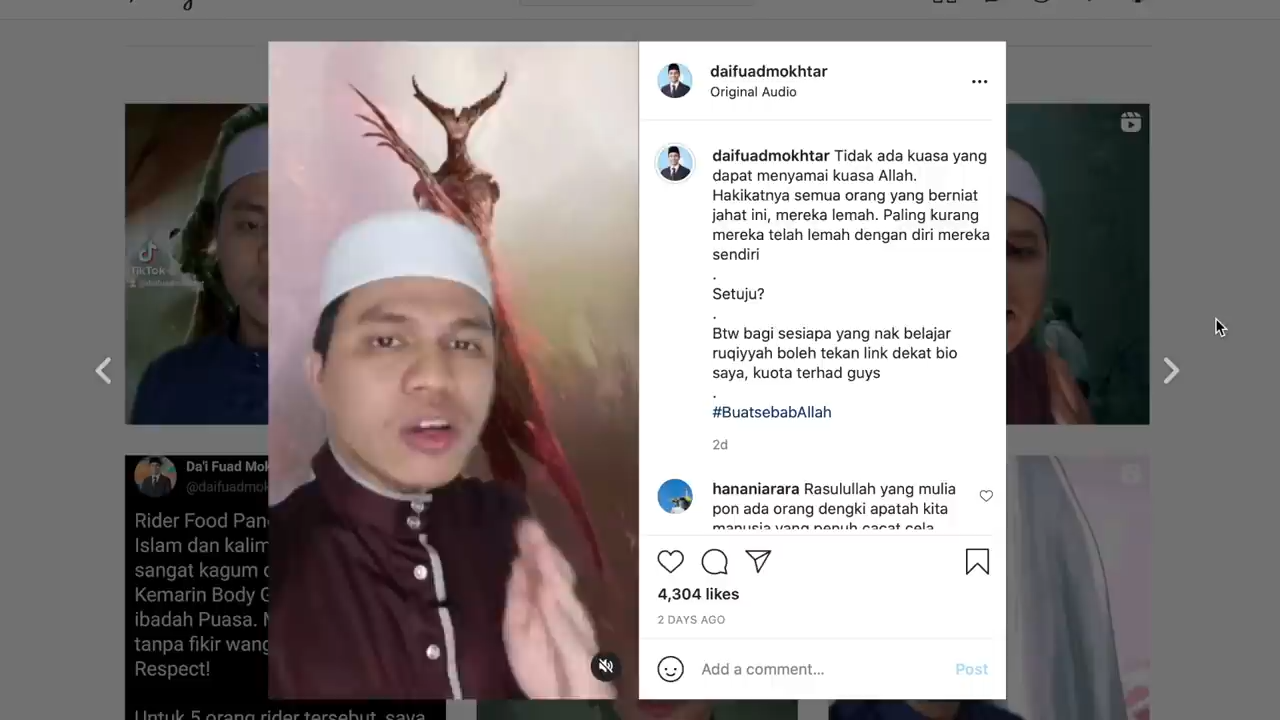 daifuadmokhtar
Original Audio
daifuadmokhtar Tidak ada kuasa yang
dapat menyamai kuasa Allah.
Hakikatnya semua orang yang berniat
jahat ini, mereka lemah. Paling kurang
mereka telah lemah dengan diri mereka
sendiri
.
Setuju?
.
Btw bagi sesiapa yang nak belajar
ruqiyyah boleh tekan link dekat bio
saya, kuota terhad guys
.
#BuatsebabAllah
2d
hananiarara Rasulullah yang mulia
pon ada orang dengki apatah kita
manusia yang penuh cacat cela
4,304 likes
2 DAYS AGO
Add a comment... Post
TikTok
Da'i Fuad Mok
@daifuadmok
Rider Food Pan
Islam dan kalim
sangat kagum
Kemarin Body G
ibadah Puasa. M
tanpa fikir wang
Respect!
Untuk 5 orang rider tersebut, saya